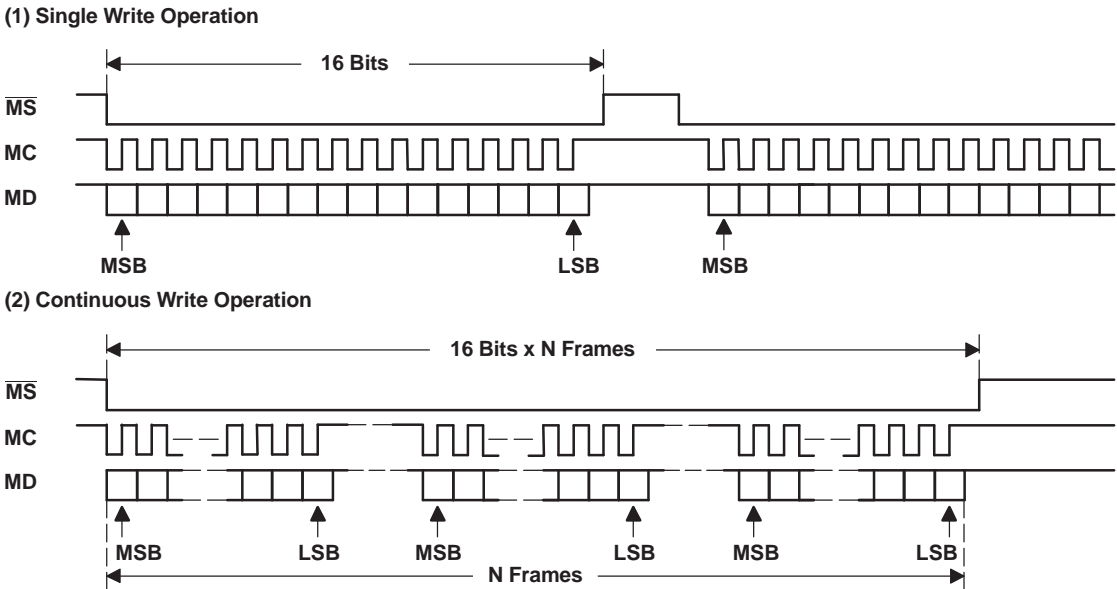 (1) Single Write Operation
16 Bits
MS
MC
MD
MSB LSB MSB
(2) Continuous Write Operation
16 Bits x N Frames
MS
MC
MD
MSB LSB MSB LSB MSB LSB
N Frames